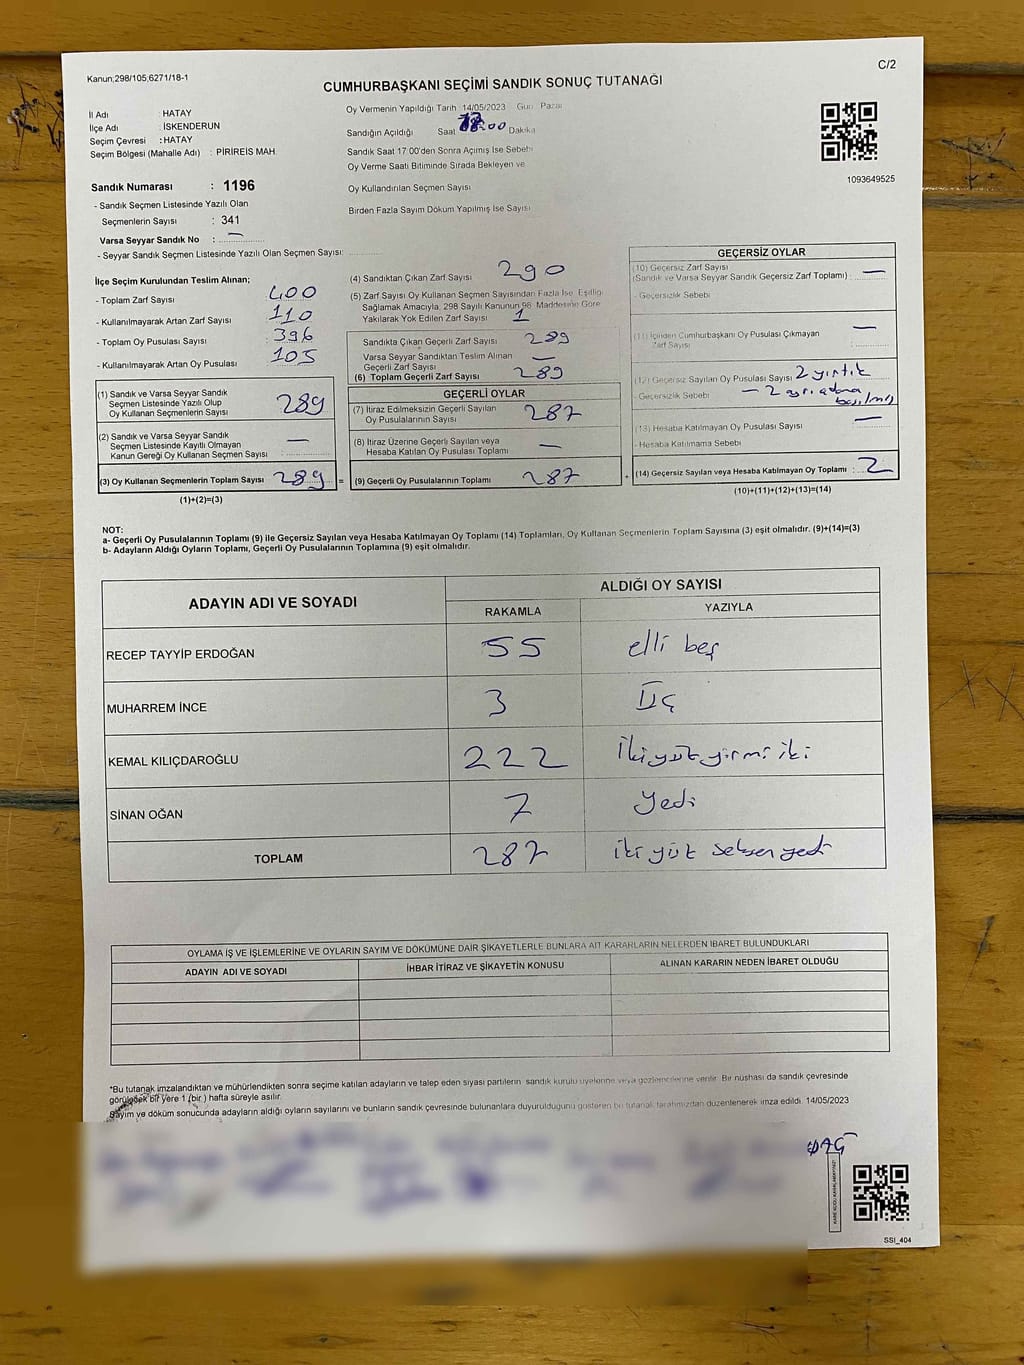 Kanun;298/105;6271/18-1
C/2
CUMHURBAŞKANI SEÇİMİ SANDIK SONUÇ TUTANAĞI
İl Adı : HATAY
İlçe Adı : İSKENDERUN
Seçim Çevresi : HATAY
Seçim Bölgesi (Mahalle Adı) : PİRİREİS MAH.
Oy Vermenin Yapıldığı Tarih 14/05/2023 Gün Pazar
Sandığın Açıldığı Saat :00 Dakika
Sandık Saat 17:00'den Sonra Açılmış İse Sebebi
Oy Verme Saati Bitiminde Sırada Bekleyen ve
Oy Kullandırılan Seçmen Sayısı
Birden Fazla Sayım Döküm Yapılmış İse Sayısı
1093649525
Sandık Numarası : 1196
- Sandık Seçmen Listesinde Yazılı Olan
Seçmenlerin Sayısı : 341
Varsa Seyyar Sandık No : —
- Seyyar Sandık Seçmen Listesinde Yazılı Olan Seçmen Sayısı:
İlçe Seçim Kurulundan Teslim Alınan;
- Toplam Zarf Sayısı 400
- Kullanılmayarak Artan Zarf Sayısı : 110
- Toplam Oy Pusulası Sayısı : 396
- Kullanılmayarak Artan Oy Pusulası 105
(1) Sandık ve Varsa Seyyar Sandık
Seçmen Listesinde Yazılı Olup
Oy Kullanan Seçmenlerin Sayısı 289
(2) Sandık ve Varsa Seyyar Sandık
Seçmen Listesinde Kayıtlı Olmayan
Kanun Gereği Oy Kullanan Seçmen Sayısı : —
(3) Oy Kullanan Seçmenlerin Toplam Sayısı 289 =
(1)+(2)=(3)
(4) Sandıktan Çıkan Zarf Sayısı 290
(5) Zarf Sayısı Oy Kullanan Seçmen Sayısından Fazla İse, Eşitliği
Sağlamak Amacıyla, 298 Sayılı Kanunun 98. Maddesine Göre
Yakılarak Yok Edilen Zarf Sayısı 1
Sandıkta Çıkan Geçerli Zarf Sayısı 289
Varsa Seyyar Sandıktan Teslim Alınan
Geçerli Zarf Sayısı —
(6) Toplam Geçerli Zarf Sayısı 289
GEÇERLİ OYLAR
(7) İtiraz Edilmeksizin Geçerli Sayılan
Oy Pusulalarının Sayısı 287
(8) İtiraz Üzerine Geçerli Sayılan veya
Hesaba Katılan Oy Pusulası Toplamı —
(9) Geçerli Oy Pusulalarının Toplamı 287 +
GEÇERSİZ OYLAR
(10) Geçersiz Zarf Sayısı
(Sandık ve Varsa Seyyar Sandık Geçersiz Zarf Toplamı) : —
- Geçersizlik Sebebi
(11) İçinden Cumhurbaşkanı Oy Pusulası Çıkmayan
Zarf Sayısı : —
(12) Geçersiz Sayılan Oy Pusulası Sayısı 2 yırtık
- Geçersizlik Sebebi — 2 ayrı adaya
basılmış
(13) Hesaba Katılmayan Oy Pusulası Sayısı —
- Hesaba Katılmama Sebebi
(14) Geçersiz Sayılan veya Hesaba Katılmayan Oy Toplamı : 2
(10)+(11)+(12)+(13)=(14)
NOT:
a- Geçerli Oy Pusulalarının Toplamı (9) ile Geçersiz Sayılan veya Hesaba Katılmayan Oy Toplamı (14) Toplamları, Oy Kullanan Seçmenlerin Toplam Sayısına (3) eşit olmalıdır. (9)+(14)=(3)
b- Adayların Aldığı Oyların Toplamı, Geçerli Oy Pusulalarının Toplamına (9) eşit olmalıdır.
ADAYIN ADI VE SOYADI
ALDIĞI OY SAYISI
RAKAMLA YAZIYLA
RECEP TAYYİP ERDOĞAN 55 elli beş
MUHARREM İNCE 3 Üç
KEMAL KILIÇDAROĞLU 222 İkiyüzyirmi iki
SİNAN OĞAN 7 Yedi
TOPLAM 287 iki yüz seksen yedi
OYLAMA İŞ VE İŞLEMLERİNE VE OYLARIN SAYIM VE DÖKÜMÜNE DAİR ŞİKAYETLERLE BUNLARA AİT KARARLARIN NELERDEN İBARET BULUNDUKLARI
ADAYIN ADI VE SOYADI
İHBAR İTİRAZ VE ŞİKAYETİN KONUSU
ALINAN KARARIN NEDEN İBARET OLDUĞU
*Bu tutanak imzalandıktan ve mühürlendikten sonra seçime katılan adayların ve talep eden siyasi partilerin sandık kurulu üyelerine veya gözlemcilerine verilir. Bir nüshası da sandık çevresinde
görülecek bir yere 1 (bir ) hafta süreyle asılır.
Sayım ve döküm sonucunda adayların aldığı oyların sayılarını ve bunların sandık çevresinde bulunanlara duyurulduğunu gösteren bu tutanak tarafımızdan düzenlenerek imza edildi. 14/05/2023
SSI_404